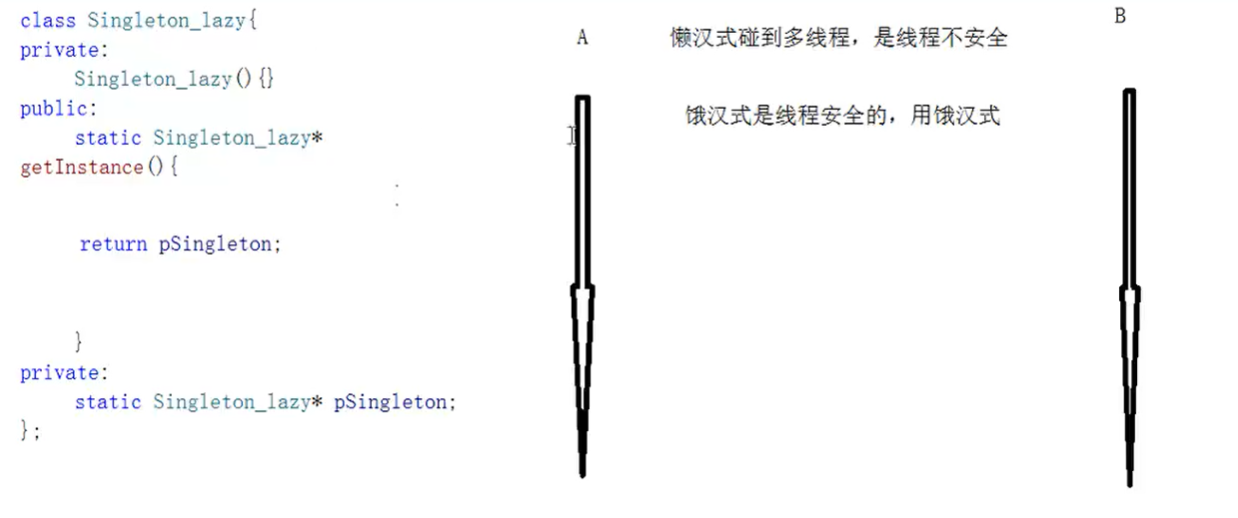 class Singleton_lazy{
private:
Singleton_lazy(){}
public:
static Singleton_lazy*
getInstance(){
return pSingleton;
}
private:
static Singleton_lazy* pSingleton;
};
A
懒汉式碰到多线程，是线程不安全
饿汉式是线程安全的，用饿汉式
B